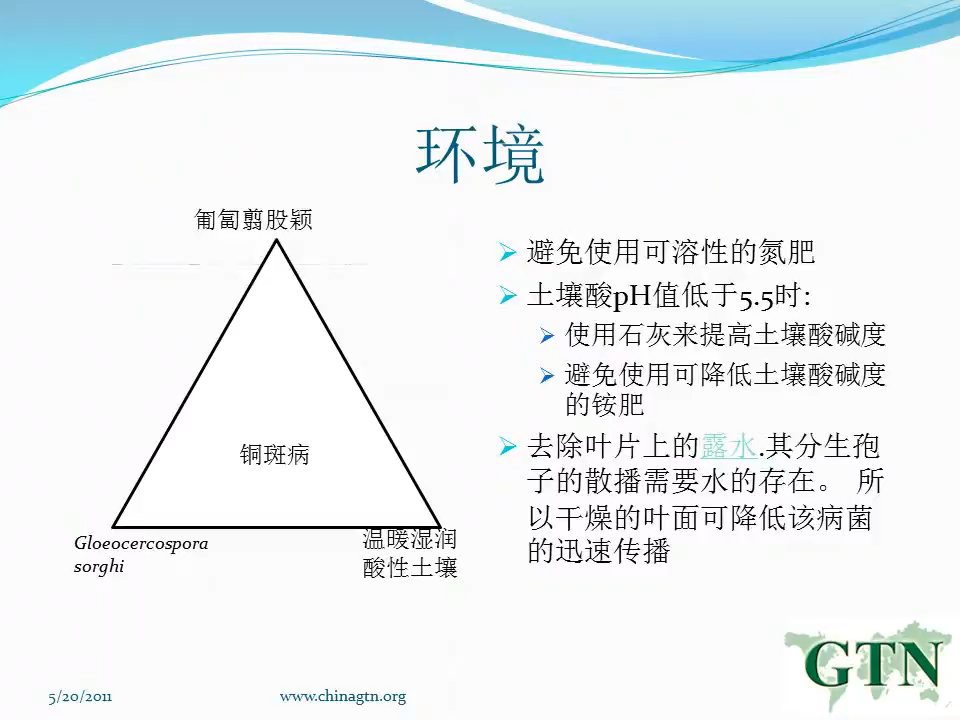 环境
匍匐翦股颖
铜斑病
Gloeocercospora
sorghi
温暖湿润
酸性土壤
避免使用可溶性的氮肥
土壤酸pH值低于5.5时:
使用石灰来提高土壤酸碱度
避免使用可降低土壤酸碱度
的铵肥
去除叶片上的露水.其分生孢
子的散播需要水的存在。 所
以干燥的叶面可降低该病菌
的迅速传播
GTN
5/20/2011
www.chinagtn.org